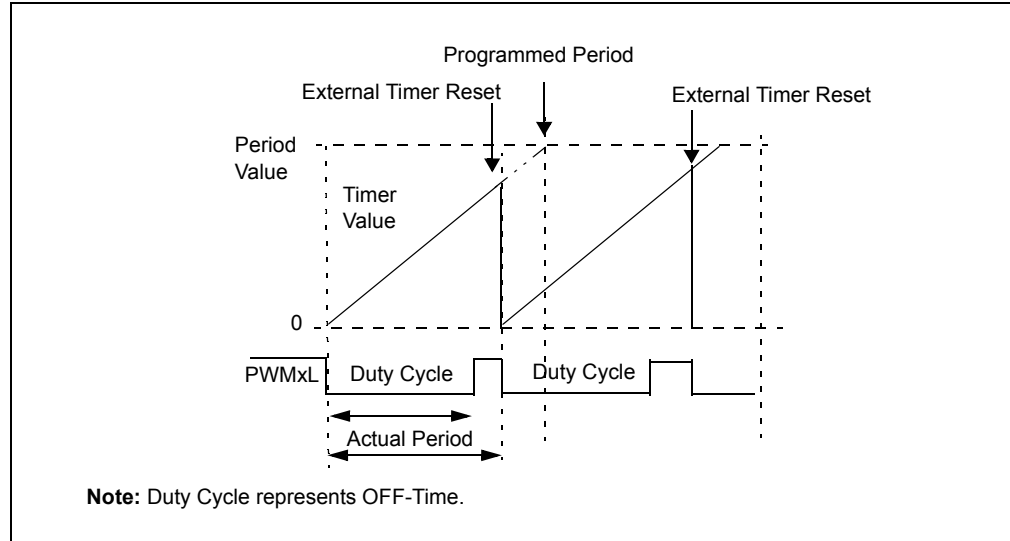 Programmed Period
External Timer Reset
External Timer Reset
Period
Value
Timer
Value
0
PWMxL
Duty Cycle
Duty Cycle
Actual Period
Note: Duty Cycle represents OFF-Time.